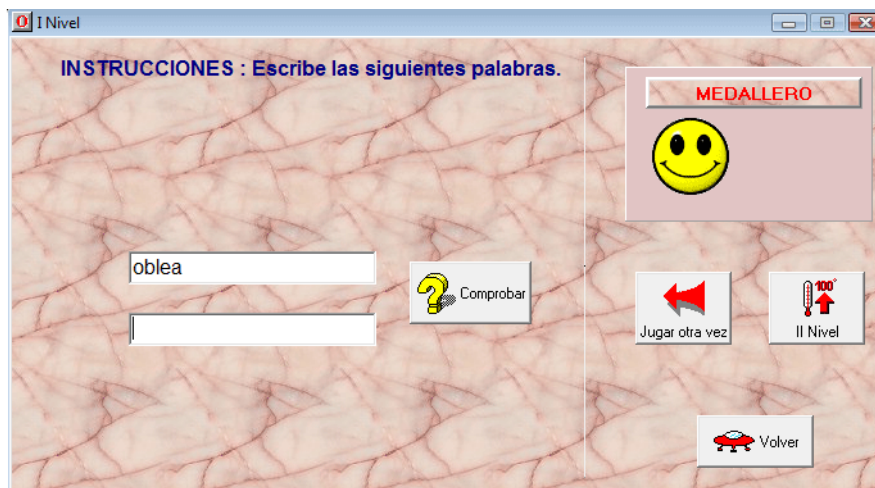 I Nivel
INSTRUCCIONES : Escribe las siguientes palabras.
MEDALLERO
oblea
Comprobar
Jugar otra vez
100°
II Nivel
Volver